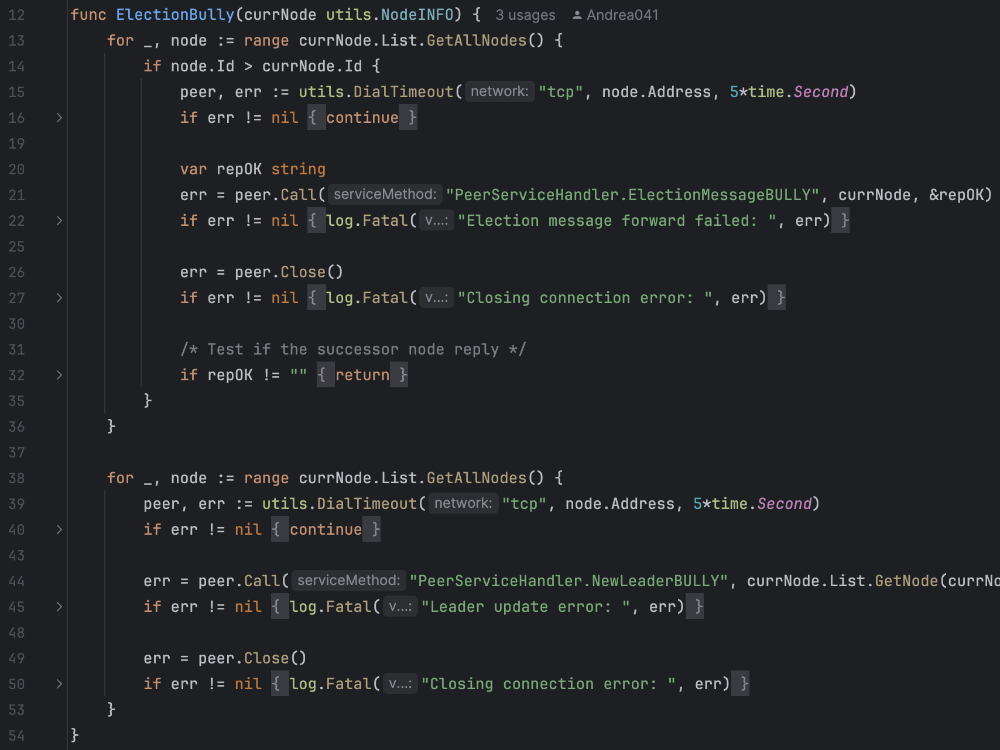 12 func ElectionBully(currNode utils.NodeINFO) { 3 usages Andrea041
13 for _, node := range currNode.List.GetAllNodes() {
14 if node.Id > currNode.Id {
15 peer, err := utils.DialTimeout( network: "tcp", node.Address, 5*time.Second)
16 if err != nil { continue }
19
20 var repOK string
21 err = peer.Call( serviceMethod: "PeerServiceHandler.ElectionMessageBULLY", currNode, &repOK)
22 if err != nil { log.Fatal( v...: "Election message forward failed: ", err) }
25
26 err = peer.Close()
27 if err != nil { log.Fatal( v...: "Closing connection error: ", err) }
30
31 /* Test if the successor node reply */
32 if repOK != "" { return }
35 }
36 }
37
38 for _, node := range currNode.List.GetAllNodes() {
39 peer, err := utils.DialTimeout( network: "tcp", node.Address, 5*time.Second)
40 if err != nil { continue }
43
44 err = peer.Call( serviceMethod: "PeerServiceHandler.NewLeaderBULLY", currNode.List.GetNode(currNo
45 if err != nil { log.Fatal( v...: "Leader update error: ", err) }
48
49 err = peer.Close()
50 if err != nil { log.Fatal( v...: "Closing connection error: ", err) }
53 }
54 }